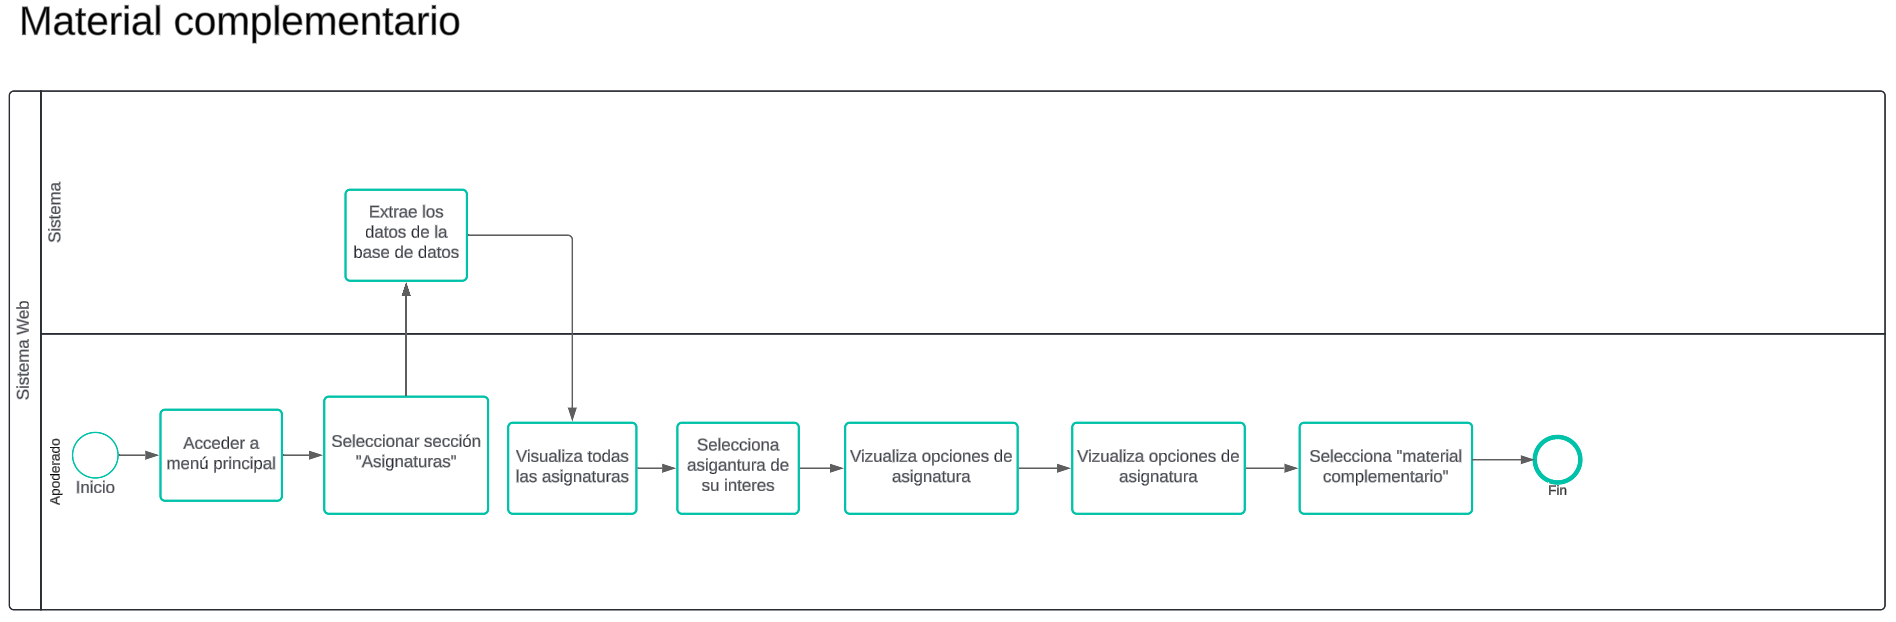 Material complementario
Sistema Web
Sistema
Extrae los
datos de la
base de datos
Apoderado
Inicio
Acceder a
menú principal
Seleccionar sección
"Asignaturas"
Visualiza todas
las asignaturas
Selecciona
asigantura de
su interes
Vizualiza opciones de
asignatura
Vizualiza opciones de
asignatura
Selecciona "material
complementario"
Fin